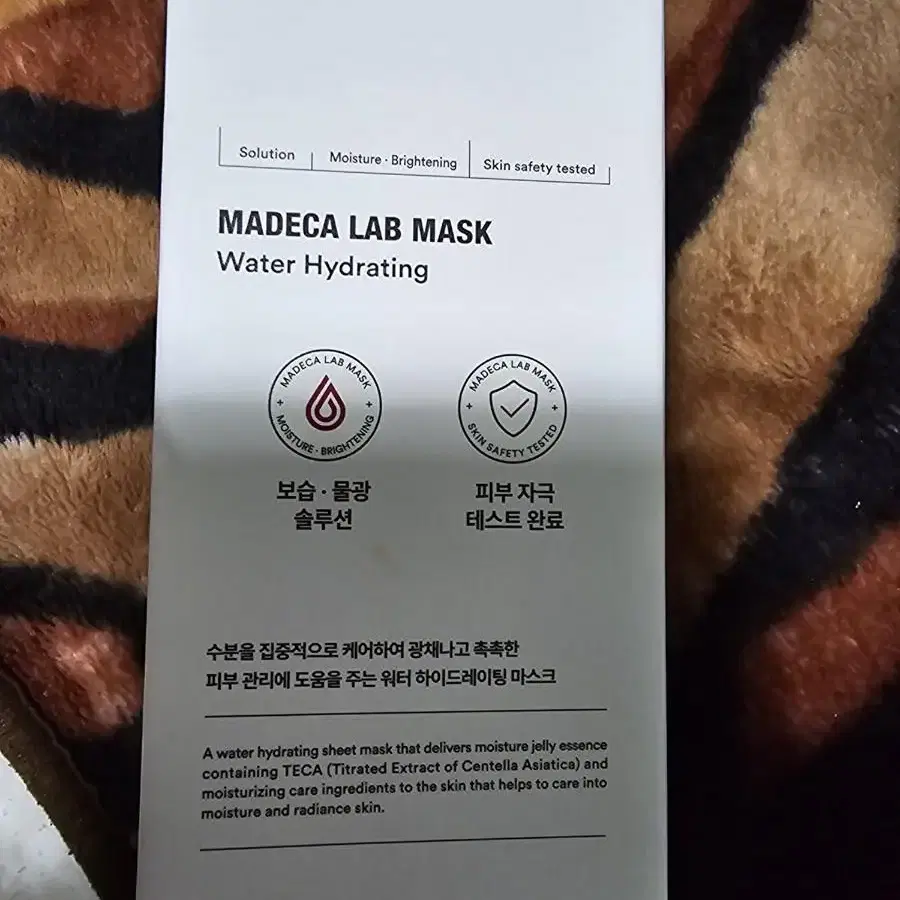 Solution
Moisture · Brightening
Skin safety tested
MADECA LAB MASK
Water Hydrating
MADECA LAB MASK
+ +
MOISTURE · BRIGHTENING
MADECA LAB MASK
+ +
SKIN SAFETY TESTED
보습 · 물광
솔루션
피부 자극
테스트 완료
수분을 집중적으로 케어하여 광채나고 촉촉한
피부 관리에 도움을 주는 워터 하이드레이팅 마스크
A water hydrating sheet mask that delivers moisture jelly essence
containing TECA (Titrated Extract of Centella Asiatica) and
moisturizing care ingredients to the skin that helps to care into
moisture and radiance skin.